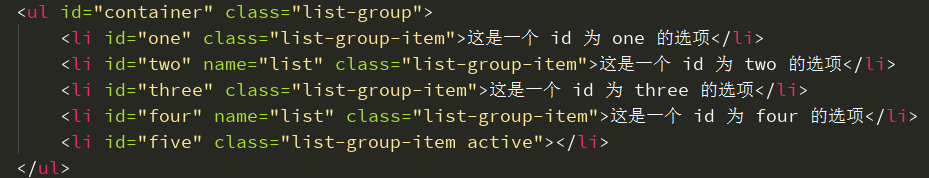 <ul id="container" class="list-group">
    <li id="one" class="list-group-item">这是一个 id 为 one 的选项</li>
    <li id="two" name="list" class="list-group-item">这是一个 id 为 two 的选项</li>
    <li id="three" class="list-group-item">这是一个 id 为 three 的选项</li>
    <li id="four" name="list" class="list-group-item">这是一个 id 为 four 的选项</li>
    <li id="five" class="list-group-item active"></li>
</ul>